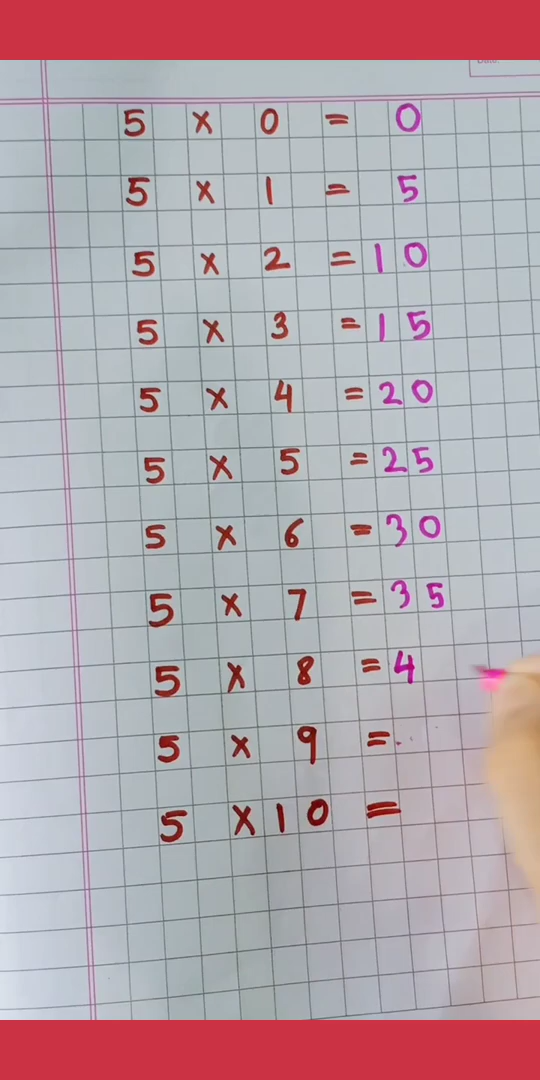 5 × 0 = 0
5 × 1 = 5
5 × 2 = 10
5 × 3 = 15
5 × 4 = 20
5 × 5 = 25
5 × 6 = 30
5 × 7 = 35
5 × 8 = 4
5 × 9 =
5 × 10 =